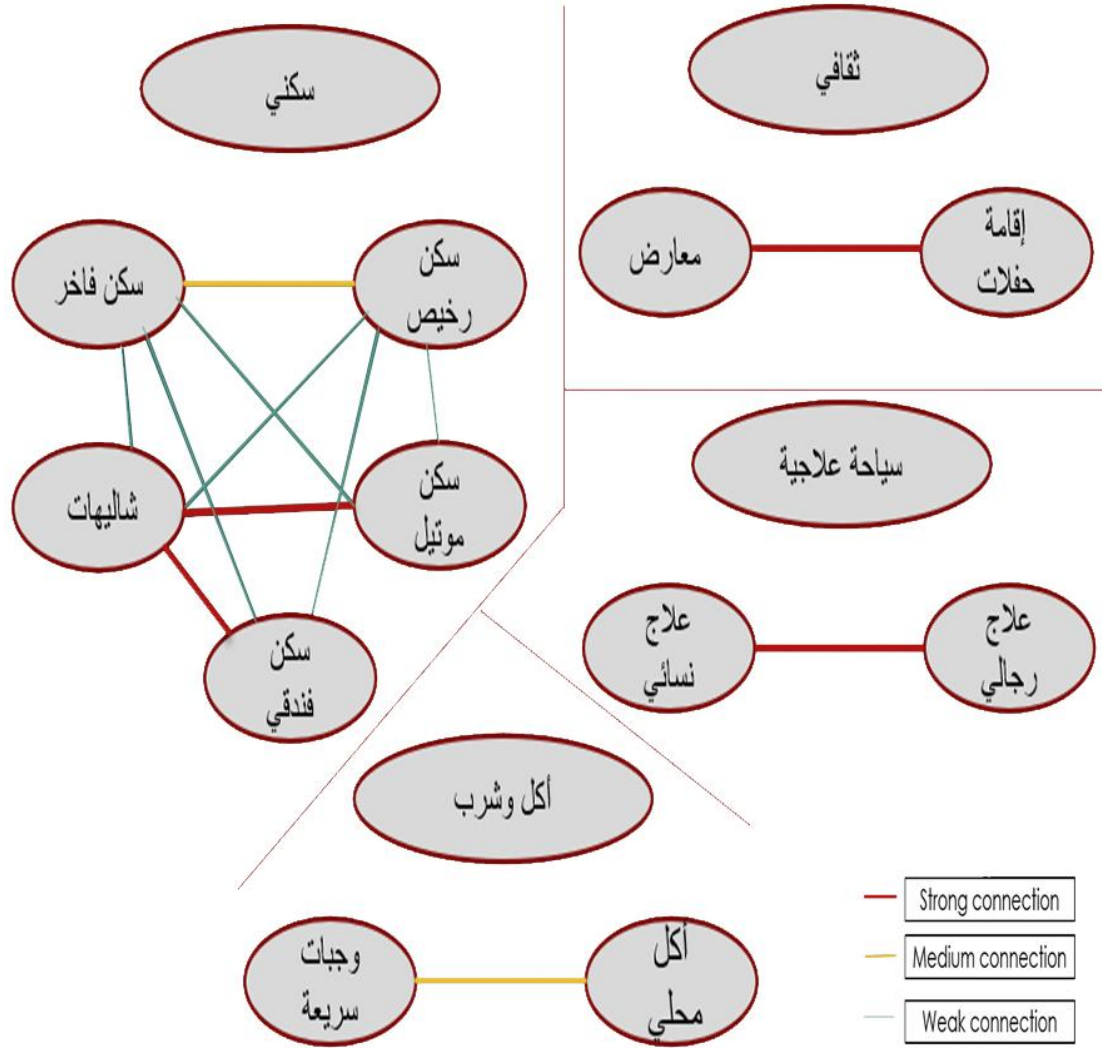 سكني
سكن فاخر
سكن
رخيص
شاليهات
سكن
موتيل
سكن
فندقي
ثقافي
معارض
إقامة
حفلات
سياحة علاجية
علاج
نسائي
علاج
رجالي
أكل وشرب
وجبات
سريعة
أكل
محلي
Strong connection
Medium connection
Weak connection